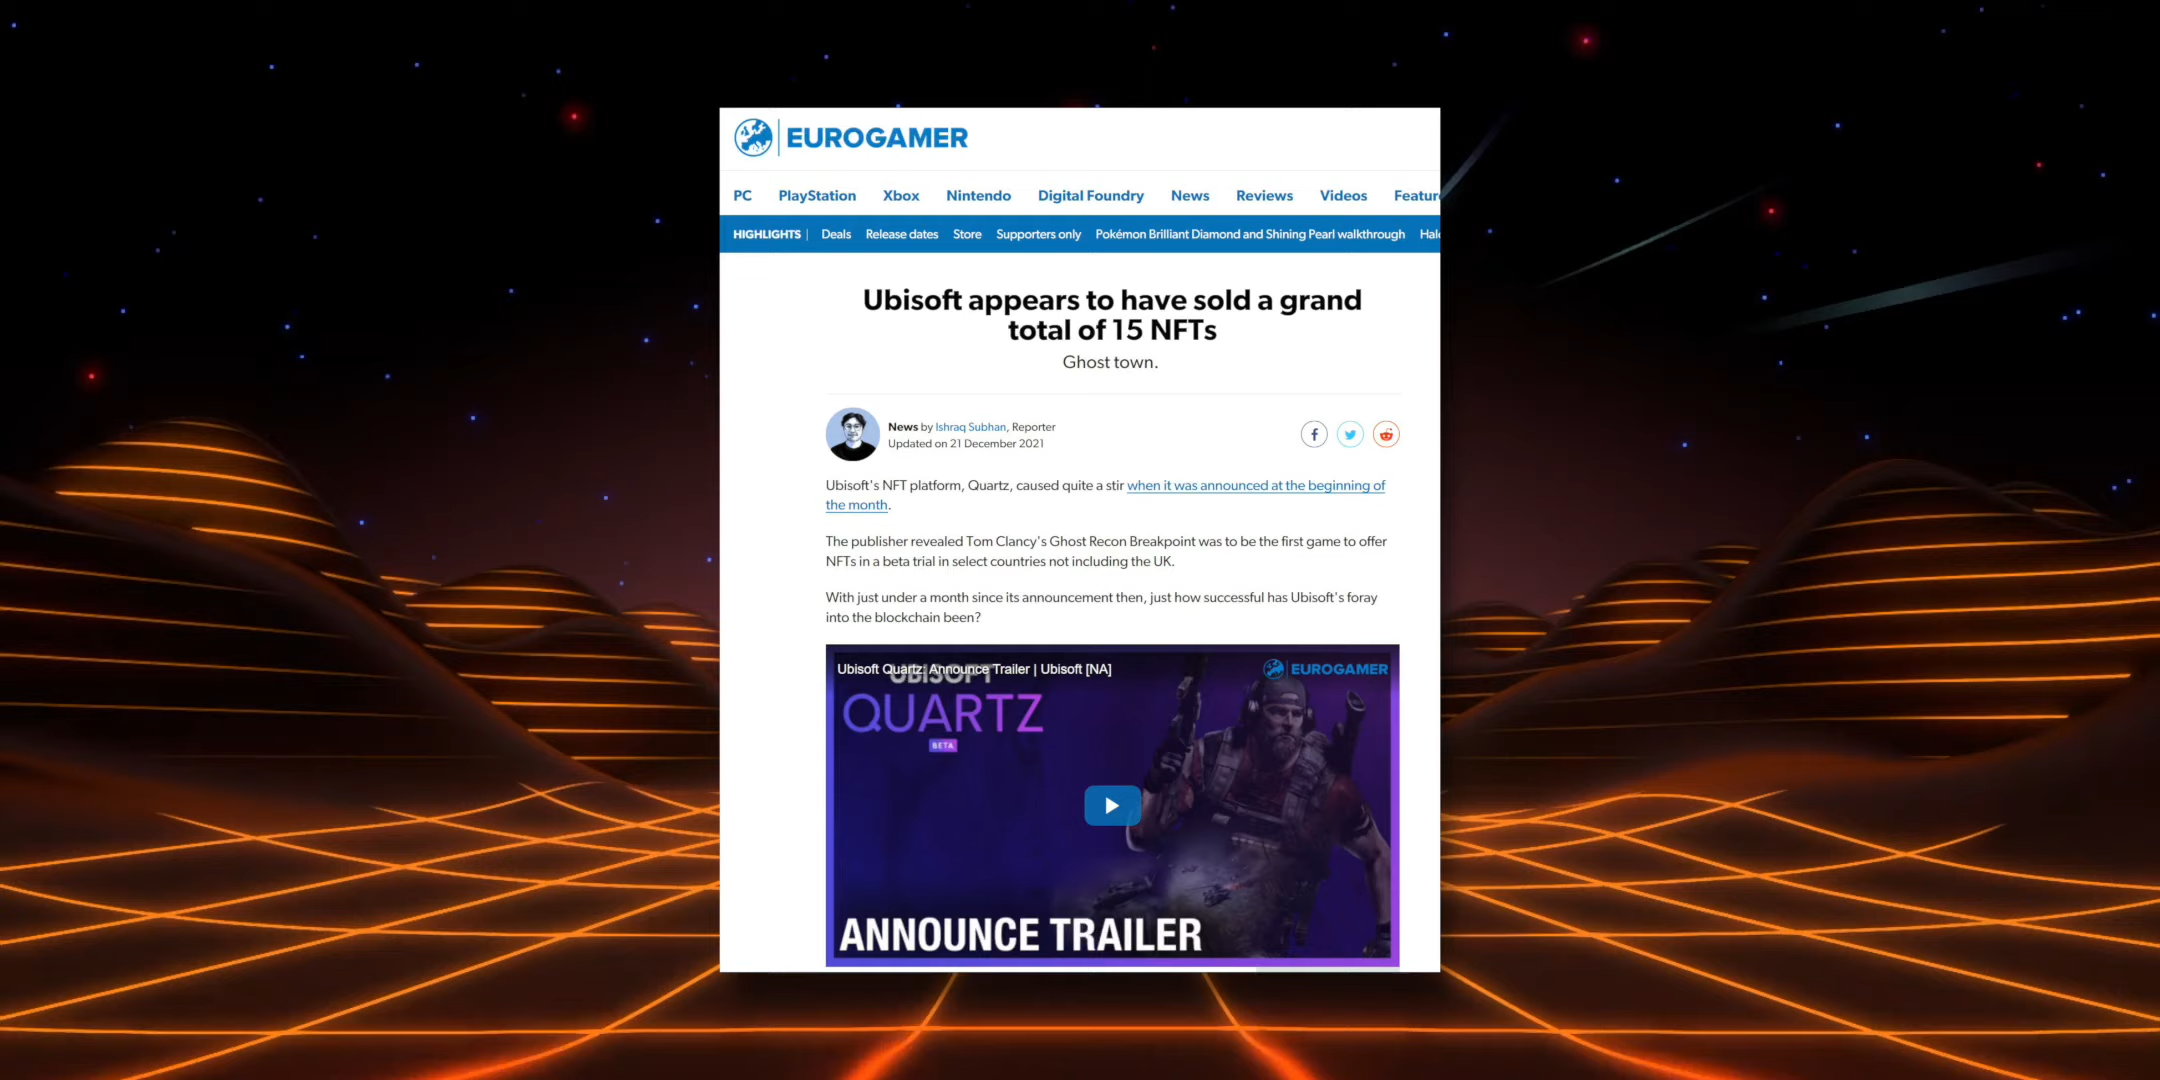 EUROGAMER
PC PlayStation Xbox Nintendo Digital Foundry News Reviews Videos Featur
HIGHLIGHTS | Deals Release dates Store Supporters only Pokémon Brilliant Diamond and Shining Pearl walkthrough Hal
Ubisoft appears to have sold a grand
total of 15 NFTs
Ghost town.
News by Ishraq Subhan, Reporter
Updated on 21 December 2021
Ubisoft's NFT platform, Quartz, caused quite a stir when it was announced at the beginning of
the month.
The publisher revealed Tom Clancy's Ghost Recon Breakpoint was to be the first game to offer
NFTs in a beta trial in select countries not including the UK.
With just under a month since its announcement then, just how successful has Ubisoft's foray
into the blockchain been?
Ubisoft Quartz: Announce Trailer | Ubisoft [NA]
EUROGAMER
UBISOFT
QUARTZ
BETA
ANNOUNCE TRAILER